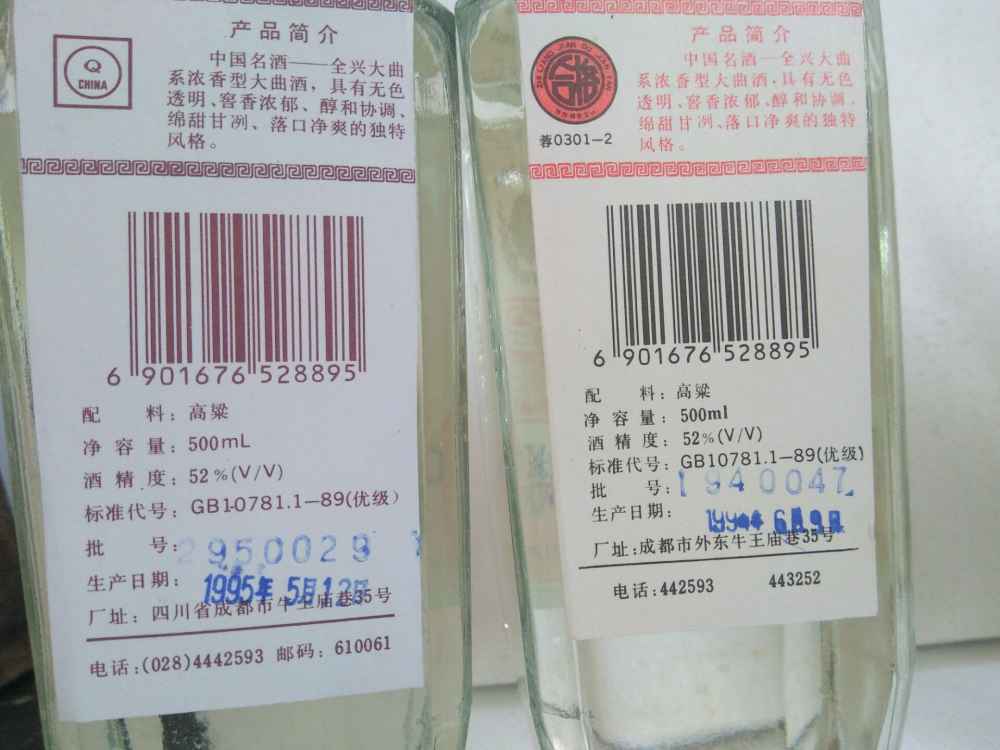 产品简介
Q
CHINA
中国名酒——全兴大曲
系浓香型大曲酒，具有无色
透明、窖香浓郁、醇和协调、
绵甜甘冽、落口净爽的独特
风格。
6 901676 528895
配 料：高粱
净 容 量：500mL
酒 精 度：52%(V/V)
标准代号：GB10781.1—89(优级)
批 号：2950029
生产日期：1995年 5月12日
厂址：四川省成都市牛王庙巷35号
电话：(028)4442593 邮码：610061
产品简介
中国名酒——全兴大曲
系浓香型大曲酒，具有无色
透明、窖香浓郁、醇和协调、
绵甜甘冽、落口净爽的独特
风格。
蓉0301—2
6 901676 528895
配 料：高粱
净 容 量：500ml
酒 精 度：52%(V/V)
标准代号：GB10781.1—89(优级)
批 号：1940047
生产日期：1994年 6月9日
厂址：成都市外东牛王庙巷35号
电话：442593 443252